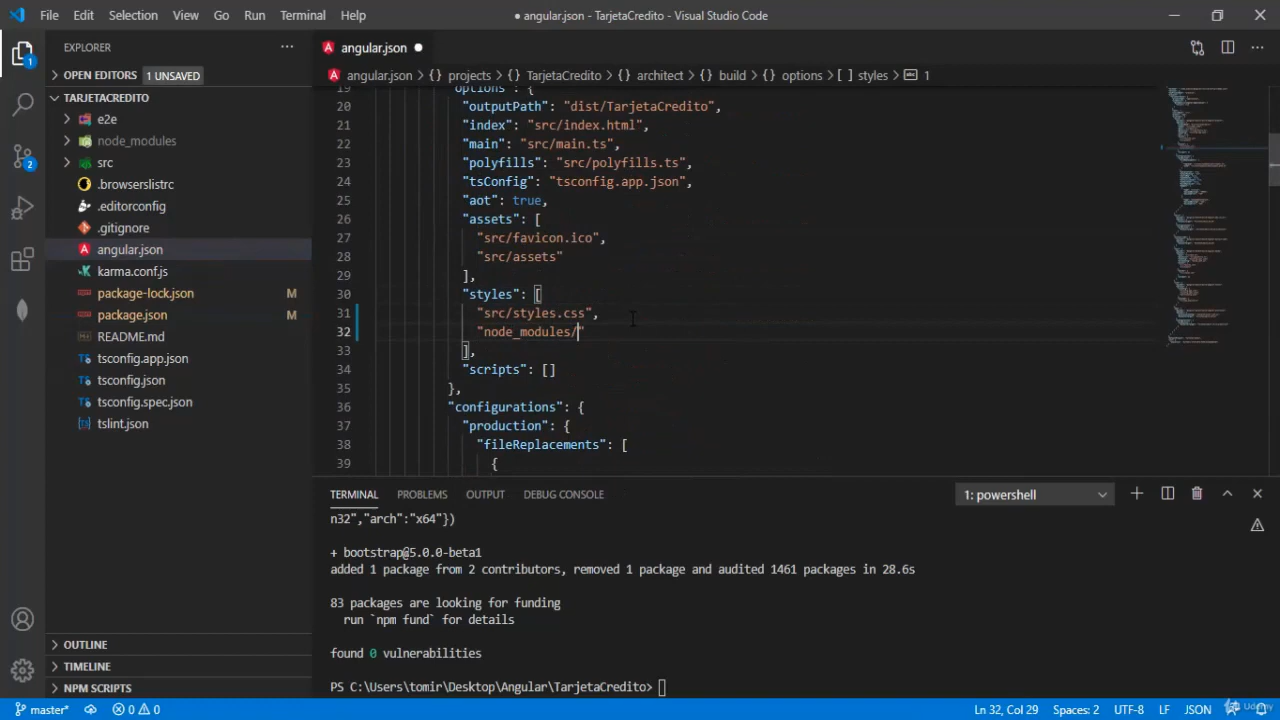 File Edit Selection View Go Run Terminal Help
● angular.json - TarjetaCredito - Visual Studio Code
EXPLORER
OPEN EDITORS 1 UNSAVED
TARJETACREDITO
e2e
node_modules
src
.browserslistrc
.editorconfig
.gitignore
angular.json
karma.conf.js
package-lock.json M
package.json M
README.md
tsconfig.app.json
tsconfig.json
tsconfig.spec.json
tslint.json
OUTLINE
TIMELINE
NPM SCRIPTS
1
2
angular.json ●
angular.json > {} projects > {} TarjetaCredito > {} architect > {} build > {} options > [ ] styles > 1
19 "options": {
20 "outputPath": "dist/TarjetaCredito",
21 "index": "src/index.html",
22 "main": "src/main.ts",
23 "polyfills": "src/polyfills.ts",
24 "tsConfig": "tsconfig.app.json",
25 "aot": true,
26 "assets": [
27 "src/favicon.ico",
28 "src/assets"
29 ],
30 "styles": [
31 "src/styles.css",
32 "node_modules/"
33 ],
34 "scripts": []
35 },
36 "configurations": {
37 "production": {
38 "fileReplacements": [
39 {
TERMINAL PROBLEMS OUTPUT DEBUG CONSOLE 1: powershell
n32","arch":"x64"})
+ bootstrap@5.0.0-beta1
added 1 package from 2 contributors, removed 1 package and audited 1461 packages in 28.6s
83 packages are looking for funding
run `npm fund` for details
found 0 vulnerabilities
PS C:\Users\tomir\Desktop\Angular\TarjetaCredito>
master* 0 0 Ln 32, Col 29 Spaces: 2 UTF-8 LF JSON
Udemy